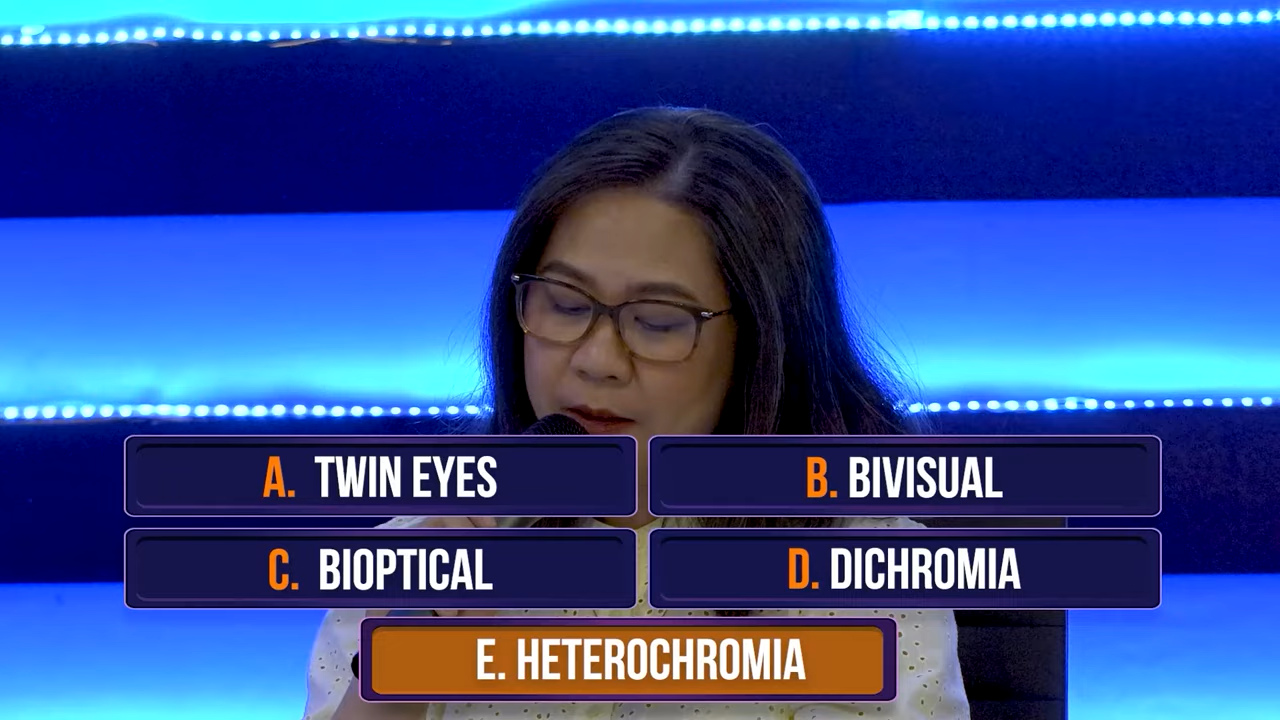 A. TWIN EYES
B. BIVISUAL
C. BIOPTICAL
D. DICHROMIA
E. HETEROCHROMIA